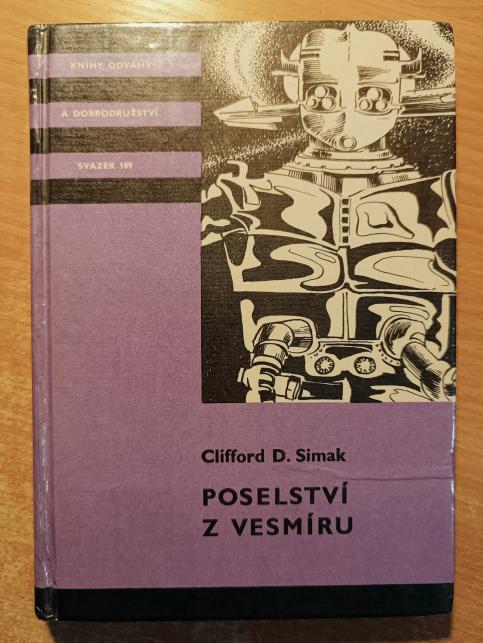 KNIHY ODVAHY
A DOBRODRUŽSTVÍ
SVAZEK 189
Clifford D. Simak
POSELSTVÍ
Z VESMÍRU